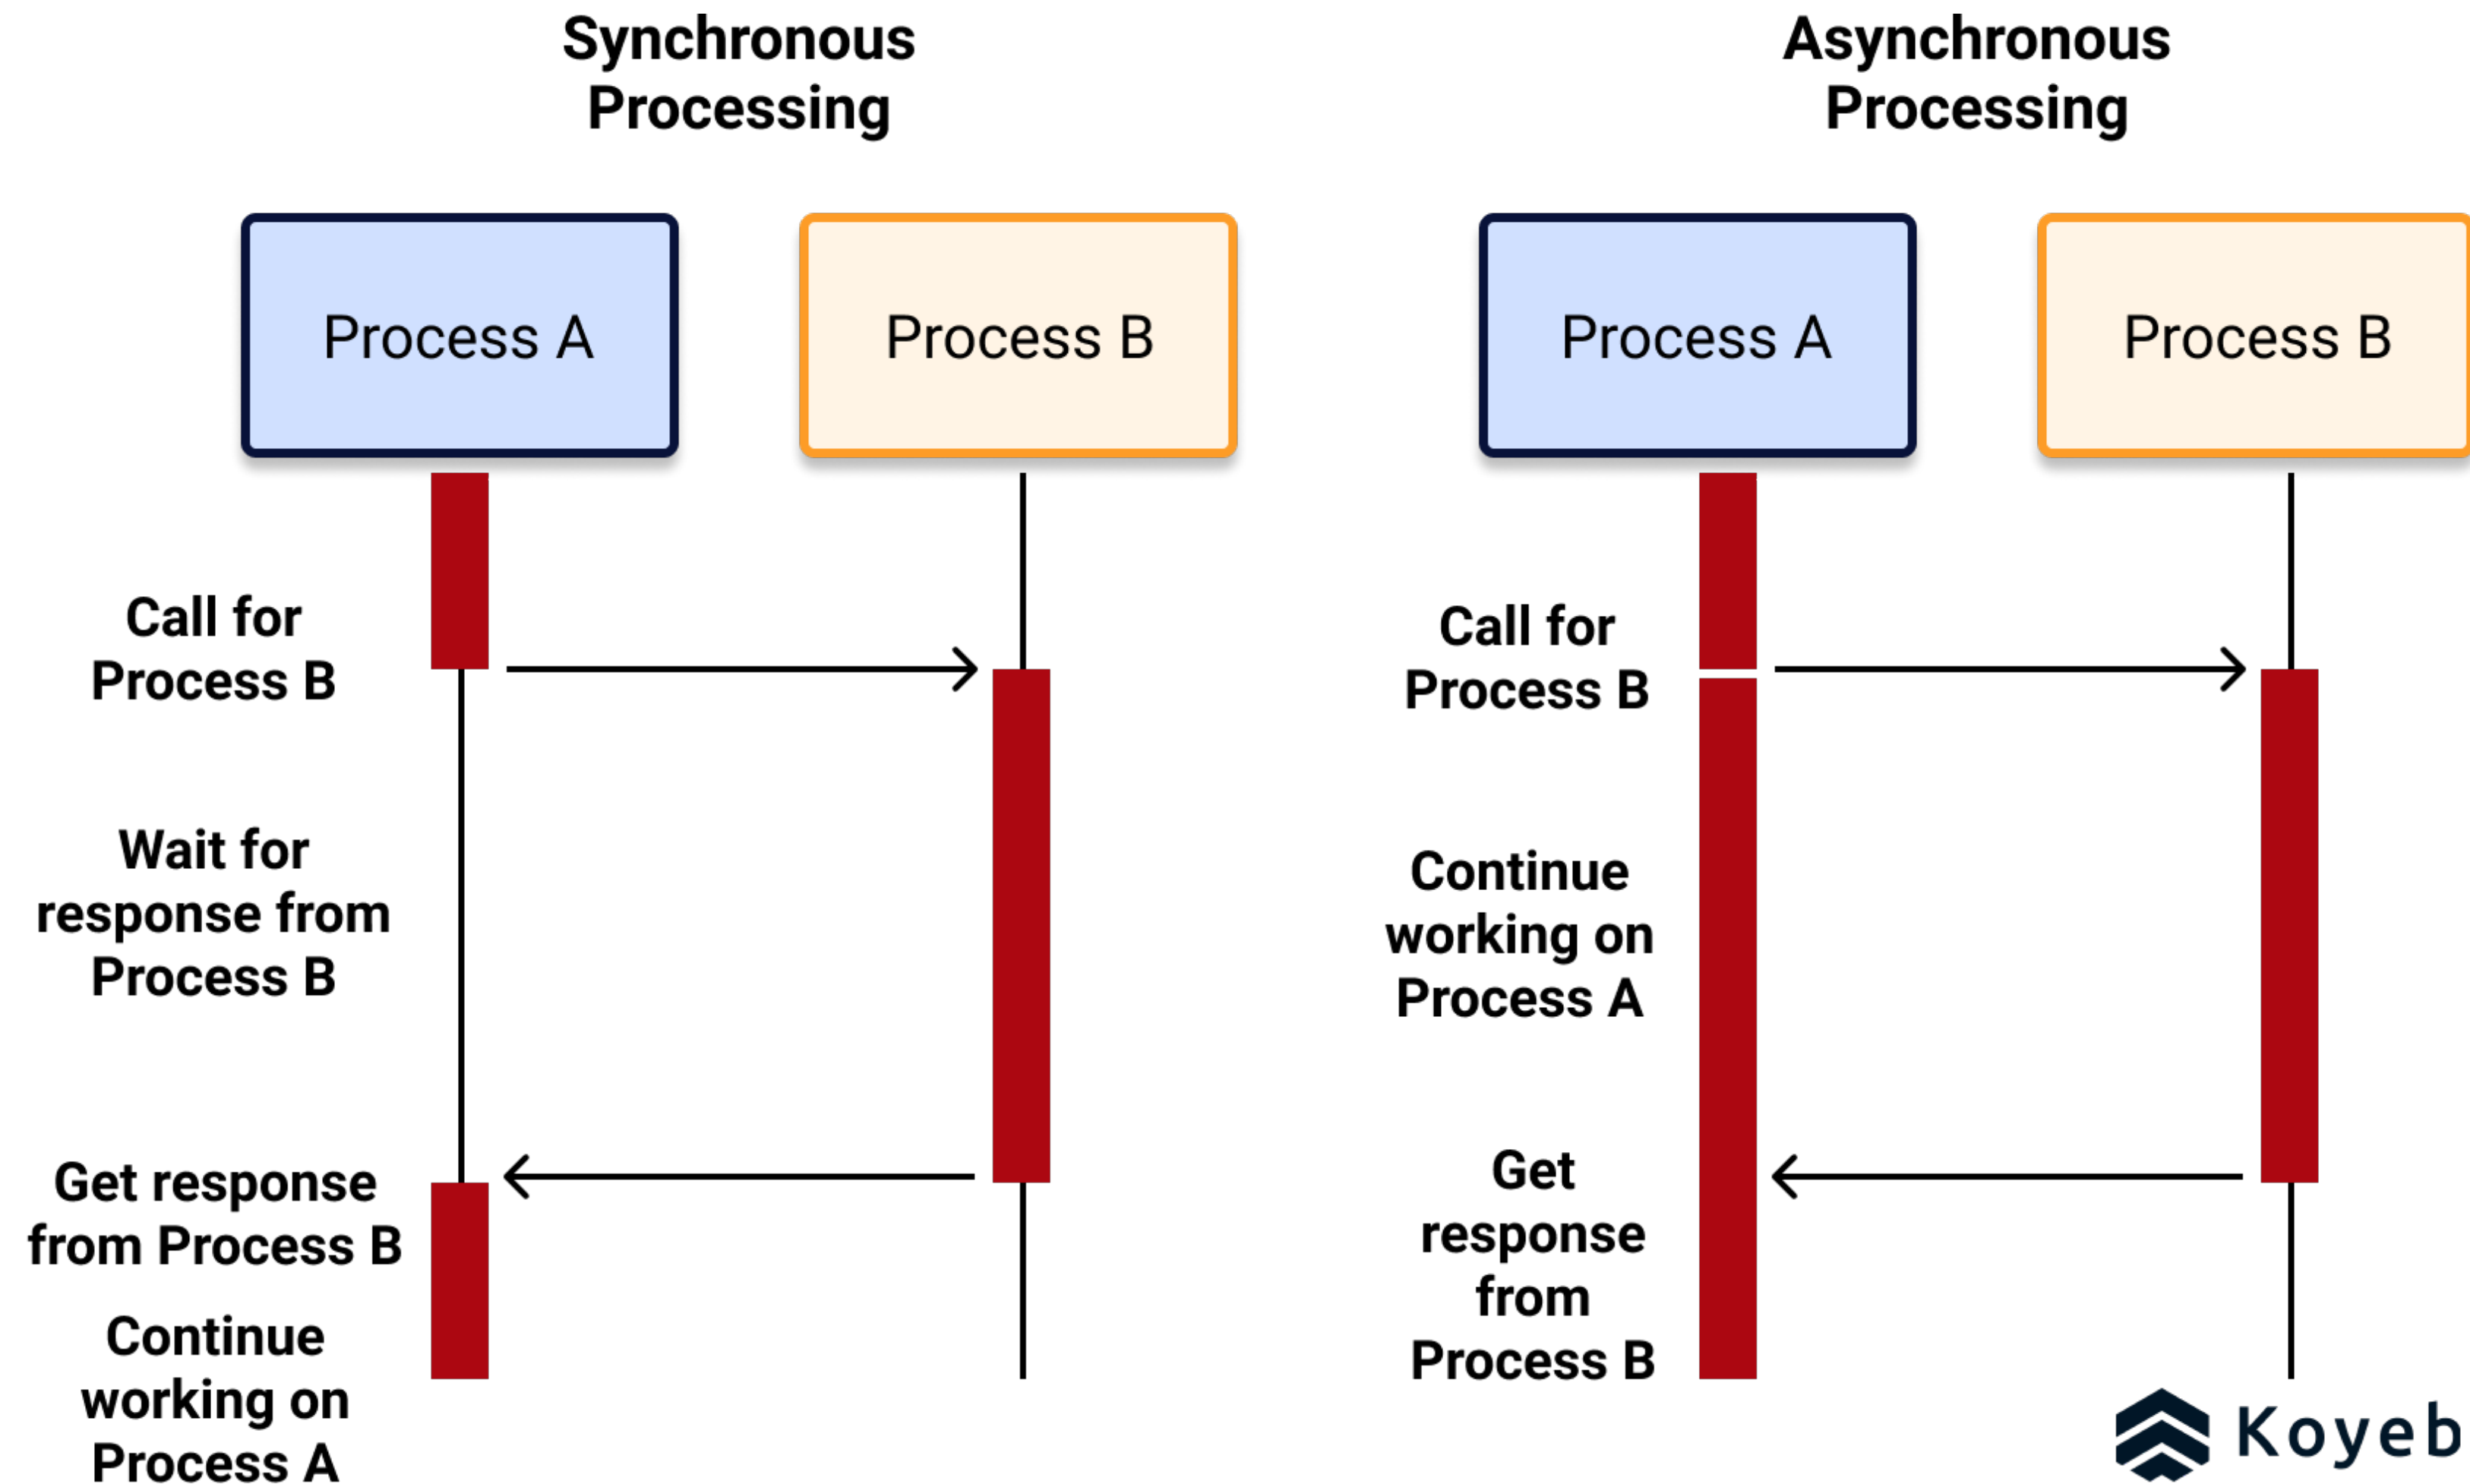 Synchronous
Processing
Process A
Process B
Call for
Process B
Wait for
response from
Process B
Get response
from Process B
Continue
working on
Process A
Asynchronous
Processing
Process A
Process B
Call for
Process B
Continue
working on
Process A
Get
response
from
Process B
Koyeb